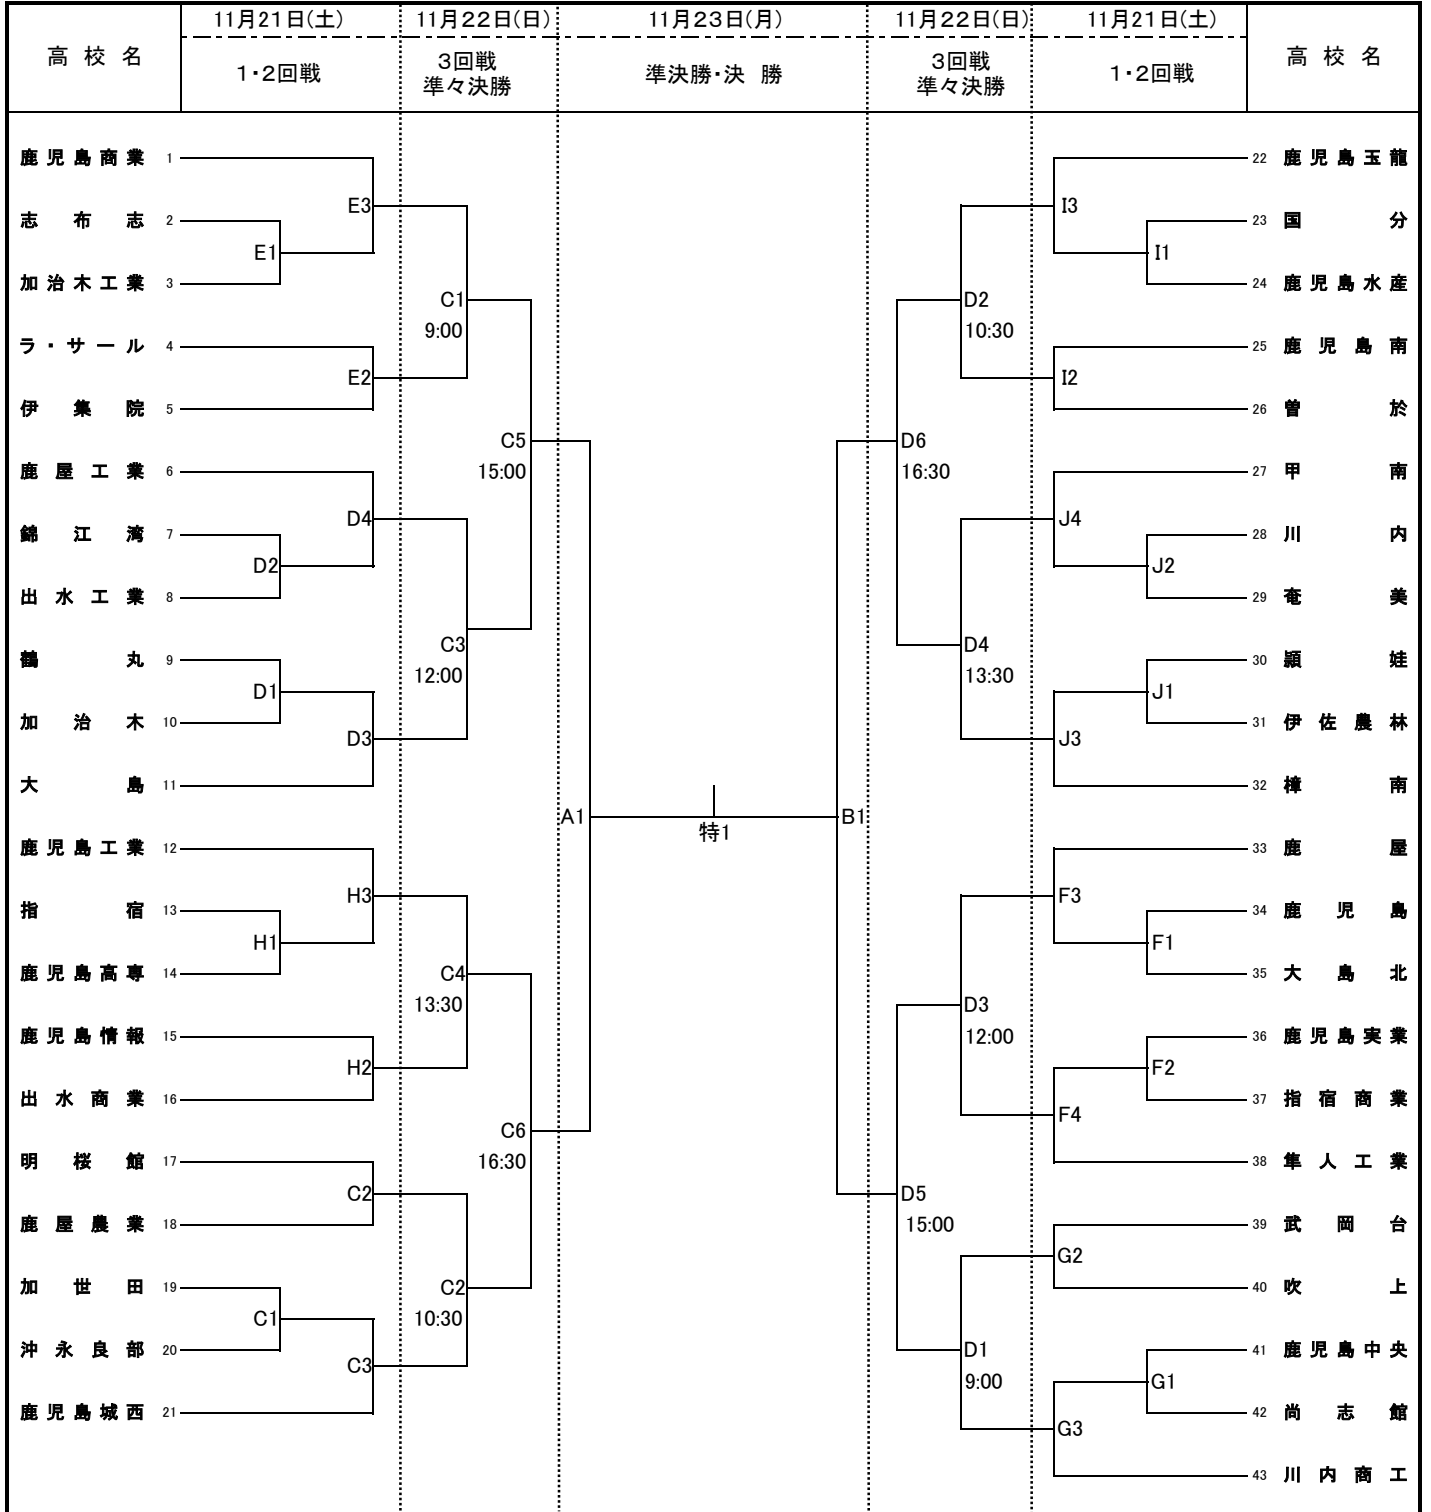 高校名 11月21日(土) 11月22日(日) 11月23日(月) 11月22日(日) 11月21日(土) 高校名
1・2回戦 3回戦 準決勝・決勝 3回戦 1・2回戦
準々決勝 準々決勝
鹿児島商業 1 22 鹿児島玉龍
E3 I3
志布志 2 23 国分
E1 I1
加治木工業 3 24 鹿児島水産
C1 D2
9:00 10:30
ラ・サール 4 25 鹿児島南
E2 I2
伊集院 5 26 曽於
C5 D6
15:00 16:30
鹿屋工業 6 27 甲南
D4 J4
錦江湾 7 28 川内
D2 J2
出水工業 8 29 奄美
C3 D4
12:00 13:30
鶴丸 9 30 頴娃
D1 J1
加治木 10 31 伊佐農林
D3 J3
大島 11 32 樟南
A1 特1 B1
鹿児島工業 12 33 鹿屋
H3 F3
指宿 13 34 鹿児島
H1 F1
鹿児島高専 14 35 大島北
C4 D3
13:30 12:00
鹿児島情報 15 36 鹿児島実業
H2 F2
出水商業 16 37 指宿商業
C6 F4
16:30
明桜館 17 38 隼人工業
C2 D5
15:00
鹿屋農業 18 39 武岡台
G2
加世田 19 40 吹上
C2
10:30
C1 D1
9:00
沖永良部 20 41 鹿児島中央
C3 G1
鹿児島城西 21 42 尚志館
G3
43 川内商工